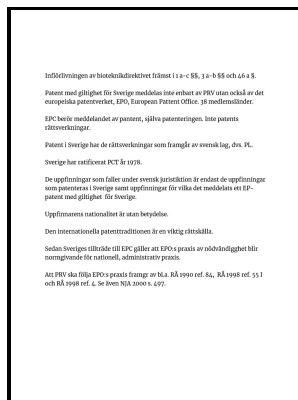 Införlivningen av bioteknikdirektivet främst i 1 a-c §§, 3 a-b §§ och 46 a §.
Patent med giltighet för Sverige meddelas inte enbart av PRV utan också av det
europeiska patentverket, EPO, European Pattent Office. 38 medlemsländer.
EPC berör meddelandet av pantent, själva patenteringen. Inte patents
rättsverkningar.
Patent i Sverige har de rättsverkningar som framgår av svensk lag, dvs. PL.
Sverige har ratificerat PCT år 1978.
De uppfinningar som faller under svensk juristiktion är endast de uppfinningar
som patenteras i Sverige samt uppfinningar för vilka det meddelats ett EP-
patent med giltighet för Sverige.
Uppfinnarens nationalitet är utan betydelse.
Den internationella patenttraditionen är en viktig rättskälla.
Sedan Sveriges tillträde till EPC gäller att EPO:s praxis av nödvändigghet blir
normgivande för nationell, administrativ praxis.
Att PRV ska följa EPO:s praxis framgr av bl.a. RÅ 1990 ref. 84, RÅ 1998 ref. 55 I
och RÅ 1998 ref. 4. Se även NJA 2000 s. 497.